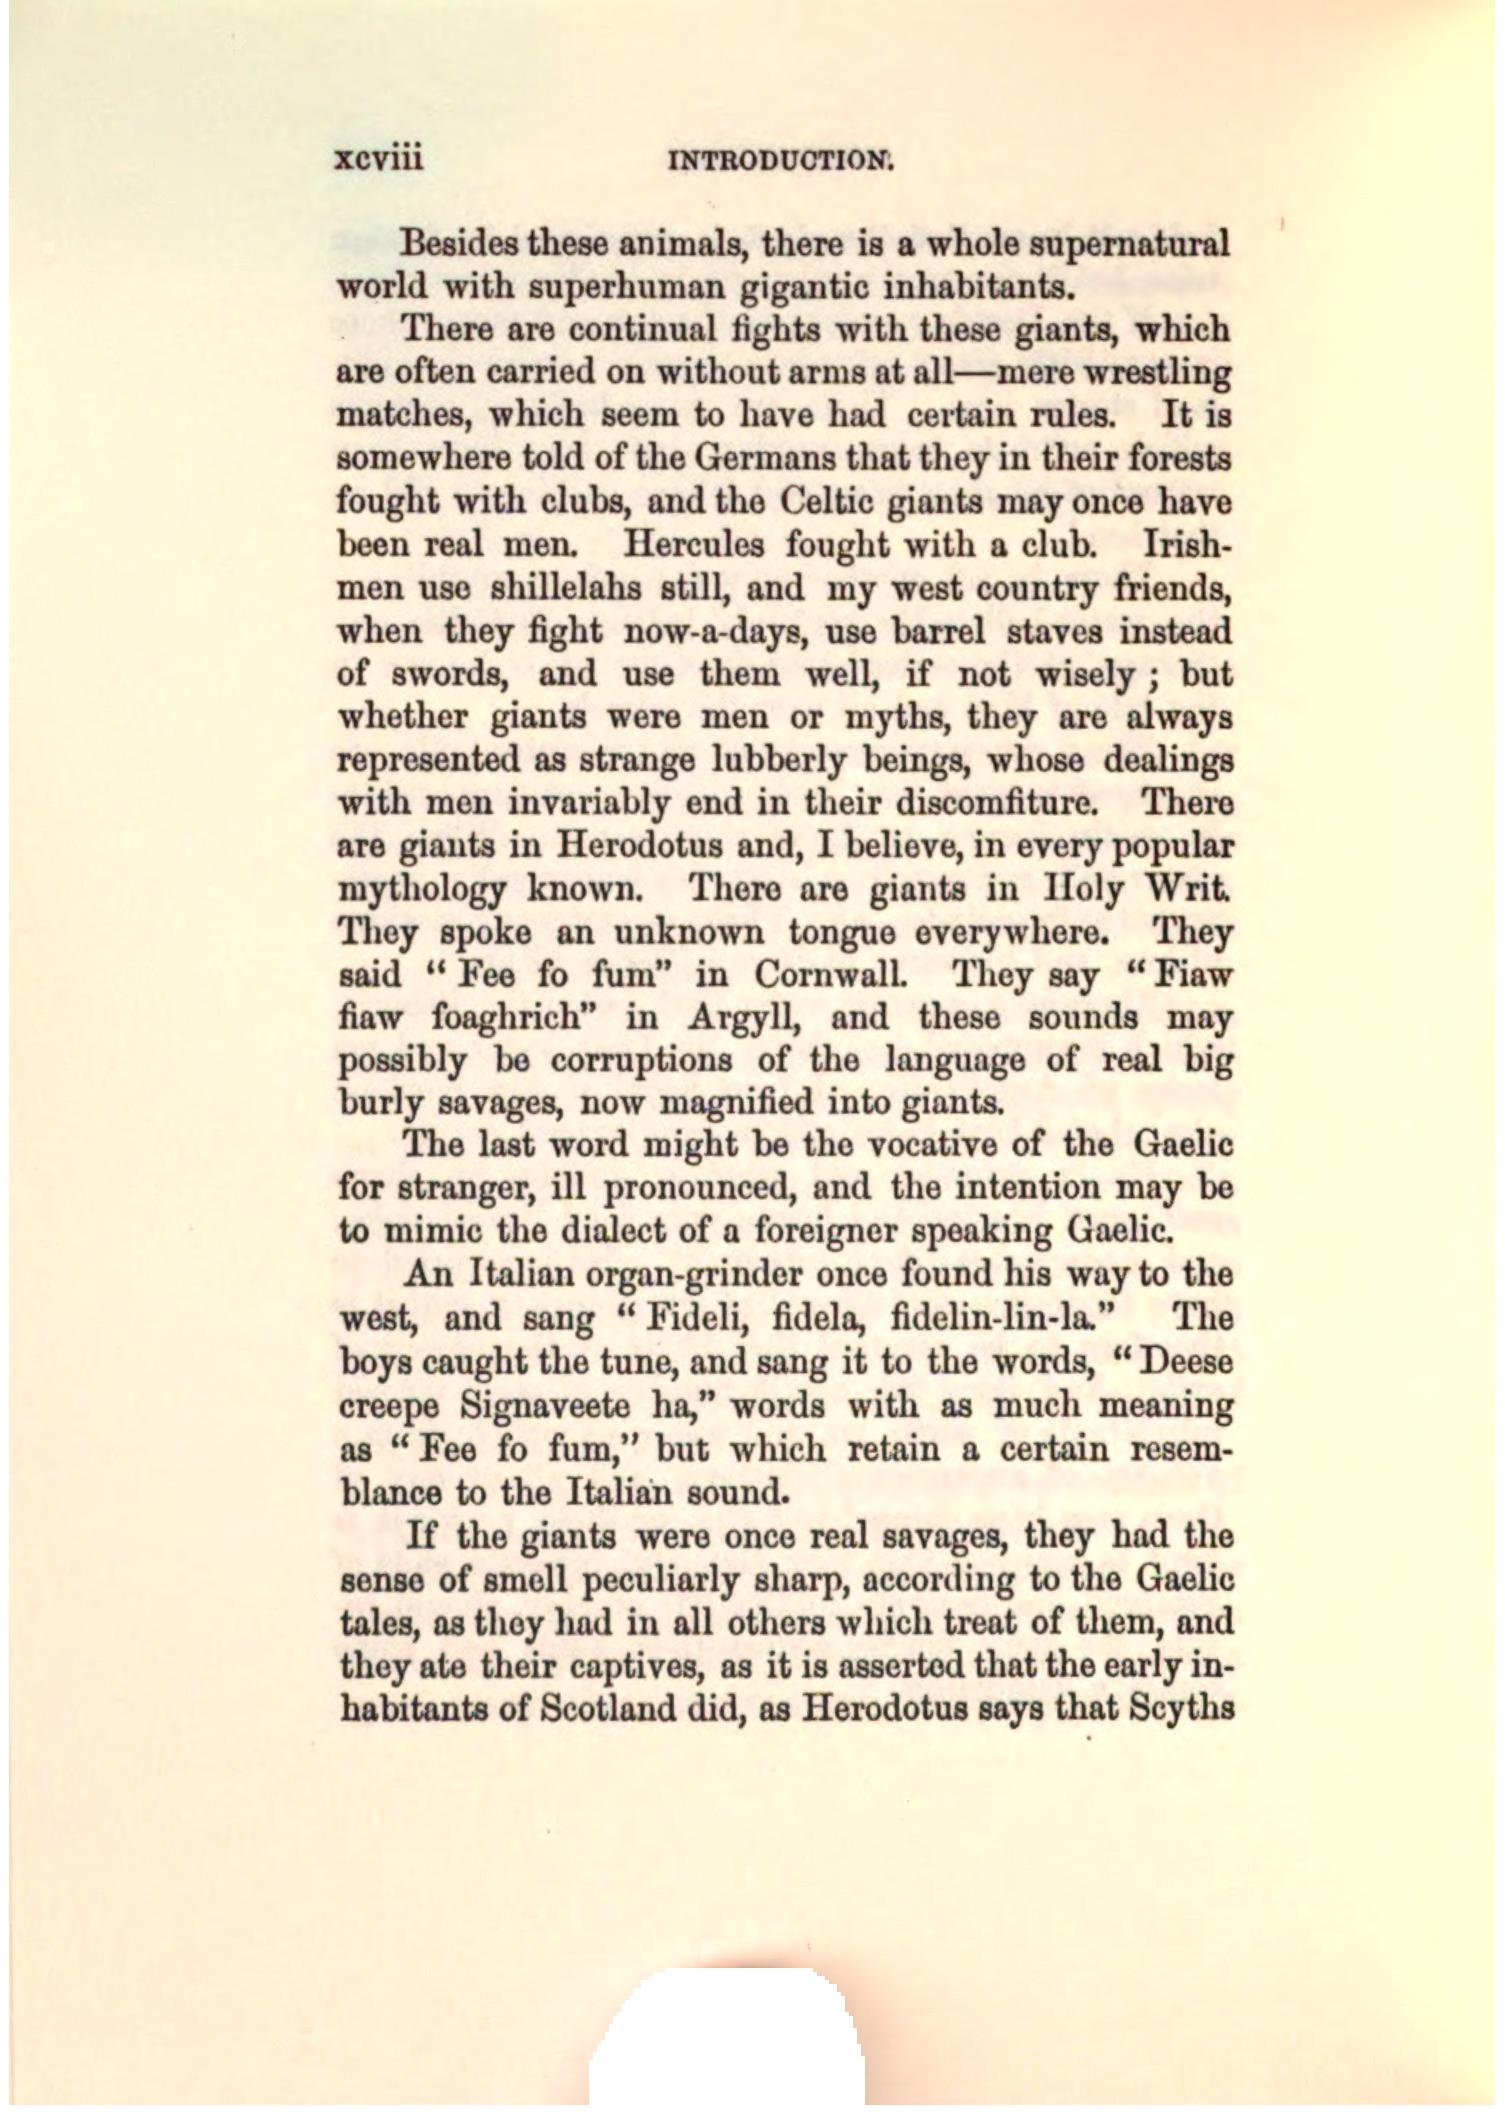 xcviii INTRODUCTION.
Besides these animals, there is a whole supernatural
world with superhuman gigantic inhabitants.
There are continual fights with these giants, which
are often carried on without arms at all—mere wrestling
matches, which seem to have had certain rules. It is
somewhere told of the Germans that they in their forests
fought with clubs, and the Celtic giants may once have
been real men. Hercules fought with a club. Irish-
men use shillelahs still, and my west country friends,
when they fight now-a-days, use barrel staves instead
of swords, and use them well, if not wisely ; but
whether giants were men or myths, they are always
represented as strange lubberly beings, whose dealings
with men invariably end in their discomfiture. There
are giants in Herodotus and, I believe, in every popular
mythology known. There are giants in Holy Writ.
They spoke an unknown tongue everywhere. They
said “ Fee fo fum” in Cornwall. They say “ Fiaw
fiaw foaghrich” in Argyll, and these sounds may
possibly be corruptions of the language of real big
burly savages, now magnified into giants.
The last word might be the vocative of the Gaelic
for stranger, ill pronounced, and the intention may be
to mimic the dialect of a foreigner speaking Gaelic.
An Italian organ-grinder once found his way to the
west, and sang “ Fideli, fidela, fidelin-lin-la.” The
boys caught the tune, and sang it to the words, “ Deese
creepe Signaveete ha,” words with as much meaning
as “ Fee fo fum,” but which retain a certain resem-
blance to the Italian sound.
If the giants were once real savages, they had the
sense of smell peculiarly sharp, according to the Gaelic
tales, as they had in all others which treat of them, and
they ate their captives, as it is asserted that the early in-
habitants of Scotland did, as Herodotus says that Scyths